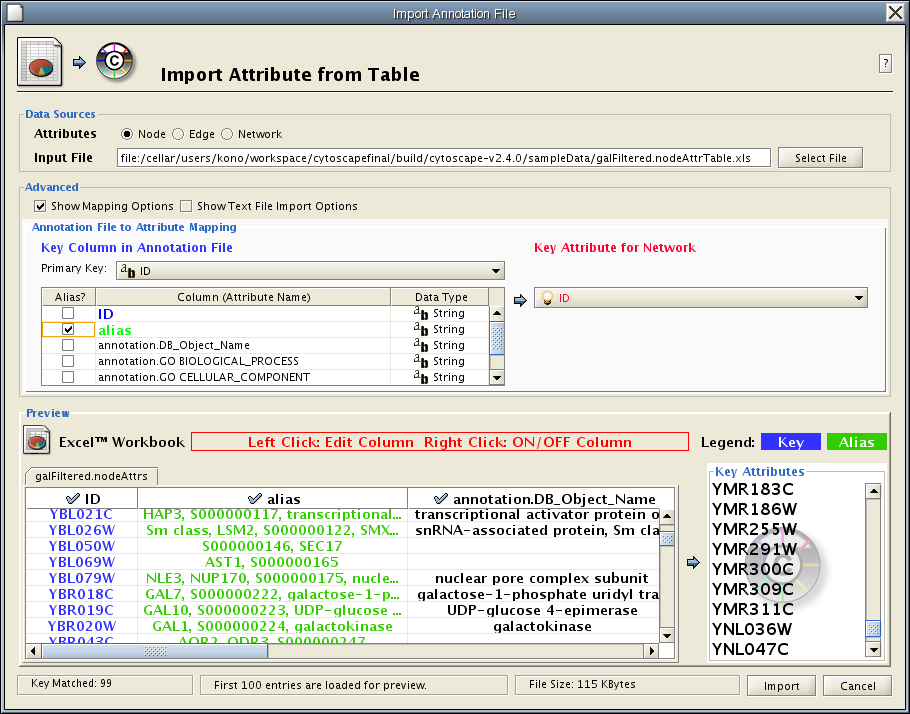 Import Annotation File
C
Import Attribute from Table
?
Data Sources
Attributes Node Edge Network
Input File file:/cellar/users/kono/workspace/cytoscapefinal/build/cytoscape-v2.4.0/sampleData/galFiltered.nodeAttrTable.xls Select File
Advanced
Show Mapping Options Show Text File Import Options
Annotation File to Attribute Mapping
Key Column in Annotation File Key Attribute for Network
Primary Key: ab ID
ID
Alias? Column (Attribute Name) Data Type
ID ab String
alias ab String
annotation.DB_Object_Name ab String
annotation.GO BIOLOGICAL_PROCESS ab String
annotation.GO CELLULAR_COMPONENT ab String
Preview
Excel™ Workbook Left Click: Edit Column Right Click: ON/OFF Column Legend: Key Alias
galFiltered.nodeAttrs
ID alias annotation.DB_Object_Name
YBL021C HAP3, S000000117, transcriptional... transcriptional activator protein o
YBL026W Sm class, LSM2, S000000122, SMX... snRNA-associated protein, Sm cla
YBL050W S000000146, SEC17
YBL069W AST1, S000000165
YBL079W NLE3, NUP170, S000000175, nucle... nuclear pore complex subunit
YBR018C GAL7, S000000222, galactose-1-p... galactose-1-phosphate uridyl tra
YBR019C GAL10, S000000223, UDP-glucose ... UDP-glucose 4-epimerase
YBR020W GAL1, S000000224, galactokinase galactokinase
YBR043C AQR2, QDR3, S000000247
Key Attributes
YMR183C
YMR186W
YMR255W
YMR291W
YMR300C
YMR309C
YMR311C
YNL036W
YNL047C
Key Matched: 99 First 100 entries are loaded for preview. File Size: 115 KBytes Import Cancel